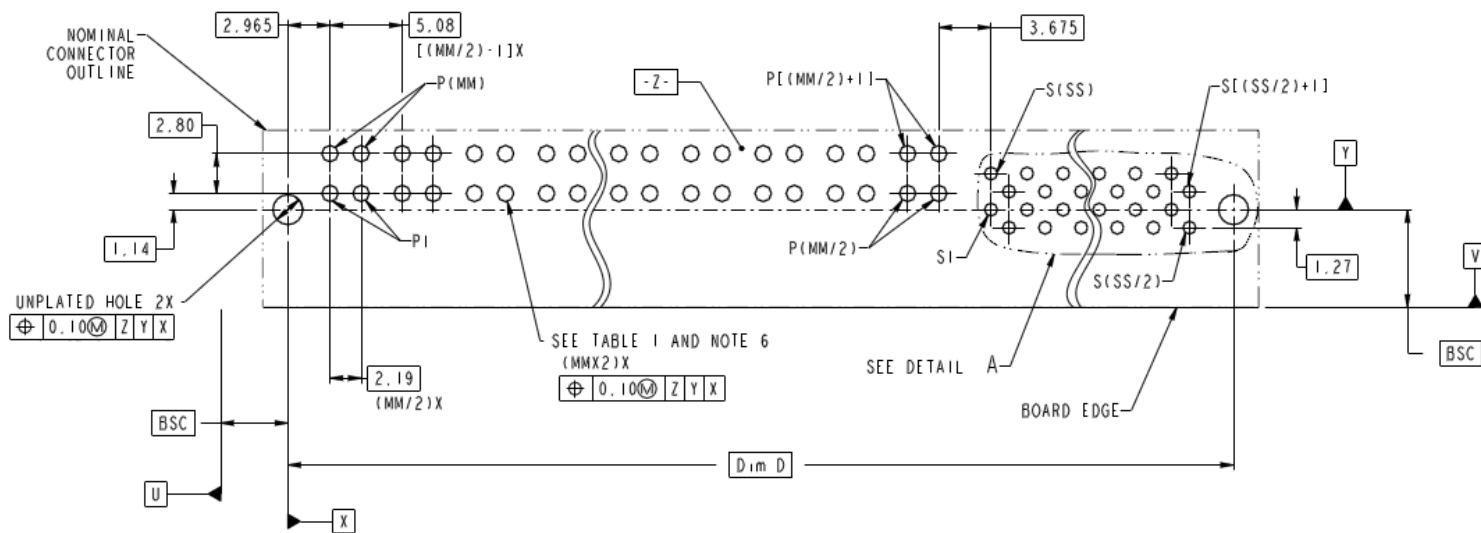 2.965
5.08
[(MM/2)-1]X
3.675
NOMINAL
CONNECTOR
OUTLINE
P(MM)
-Z-
P[(MM/2)+1]
S(SS)
S[(SS/2)+1]
2.80
Y
1.14
P1
P(MM/2)
S1
S(SS/2)
1.27
V
UNPLATED HOLE 2X
⌖ 0.10Ⓜ Z Y X
SEE TABLE 1 AND NOTE 6
(MMX2)X
⌖ 0.10Ⓜ Z Y X
SEE DETAIL A
BSC
2.19
(MM/2)X
BOARD EDGE
BSC
Dim D
U
X